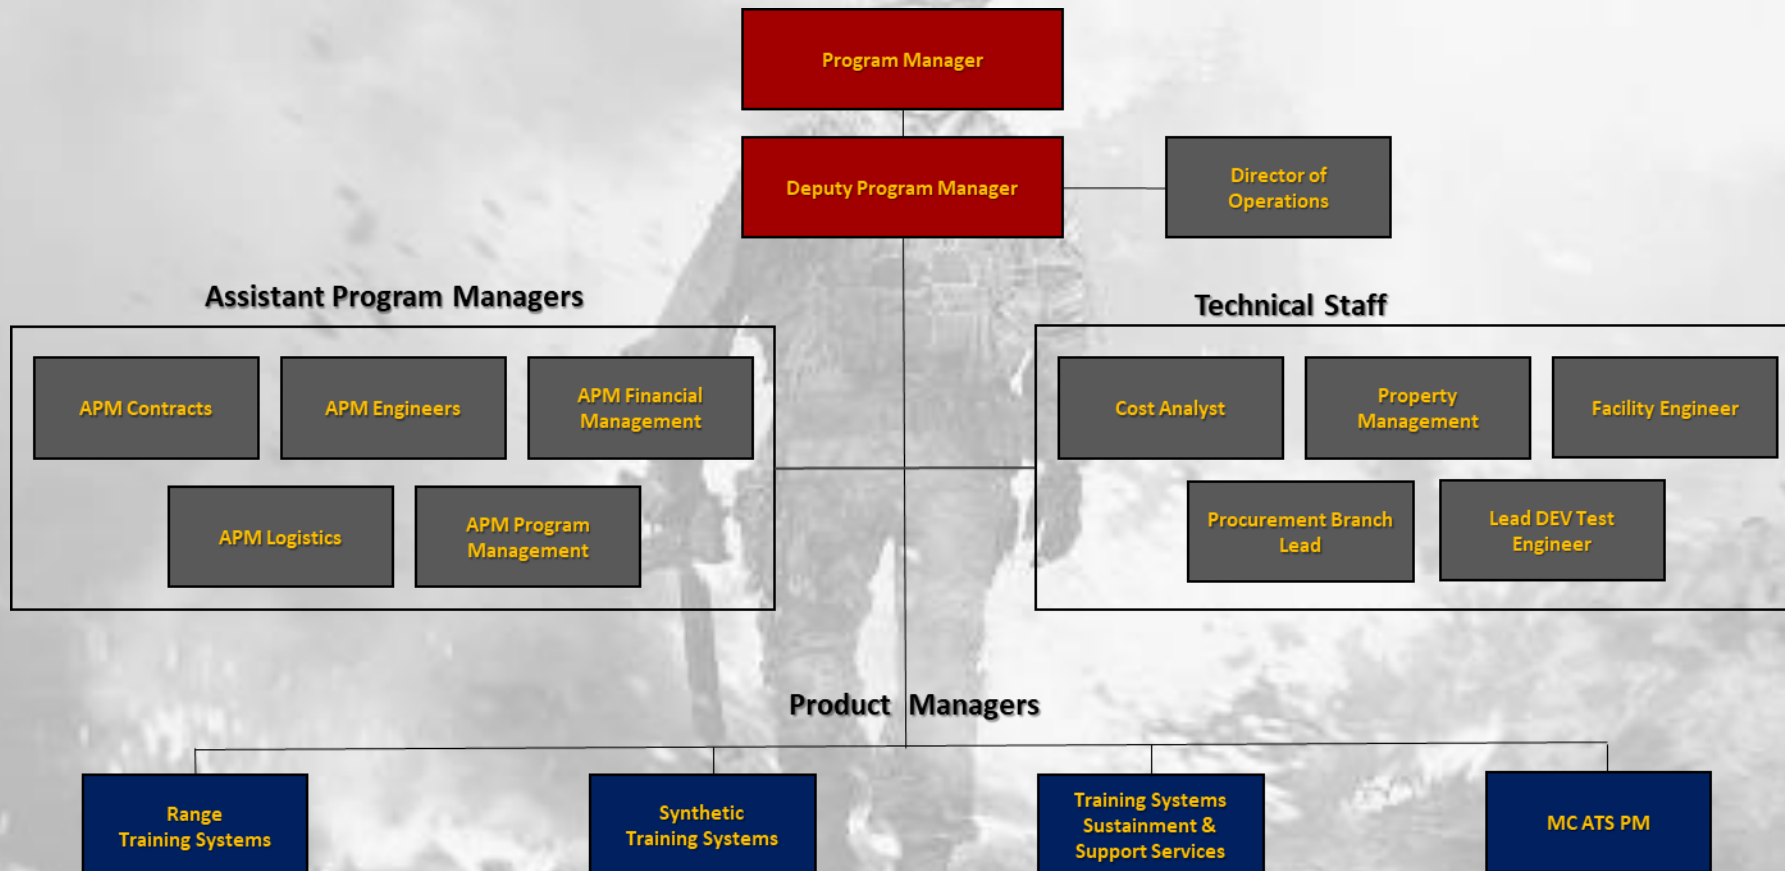 Program Manager
Deputy Program Manager
Director of
Operations
Assistant Program Managers
Technical Staff
APM Contracts
APM Engineers
APM Financial
Management
Cost Analyst
Property
Management
Facility Engineer
APM Logistics
APM Program
Management
Procurement Branch
Lead
Lead DEV Test
Engineer
Product Managers
Range
Training Systems
Synthetic
Training Systems
Training Systems
Sustainment &
Support Services
MC ATS PM